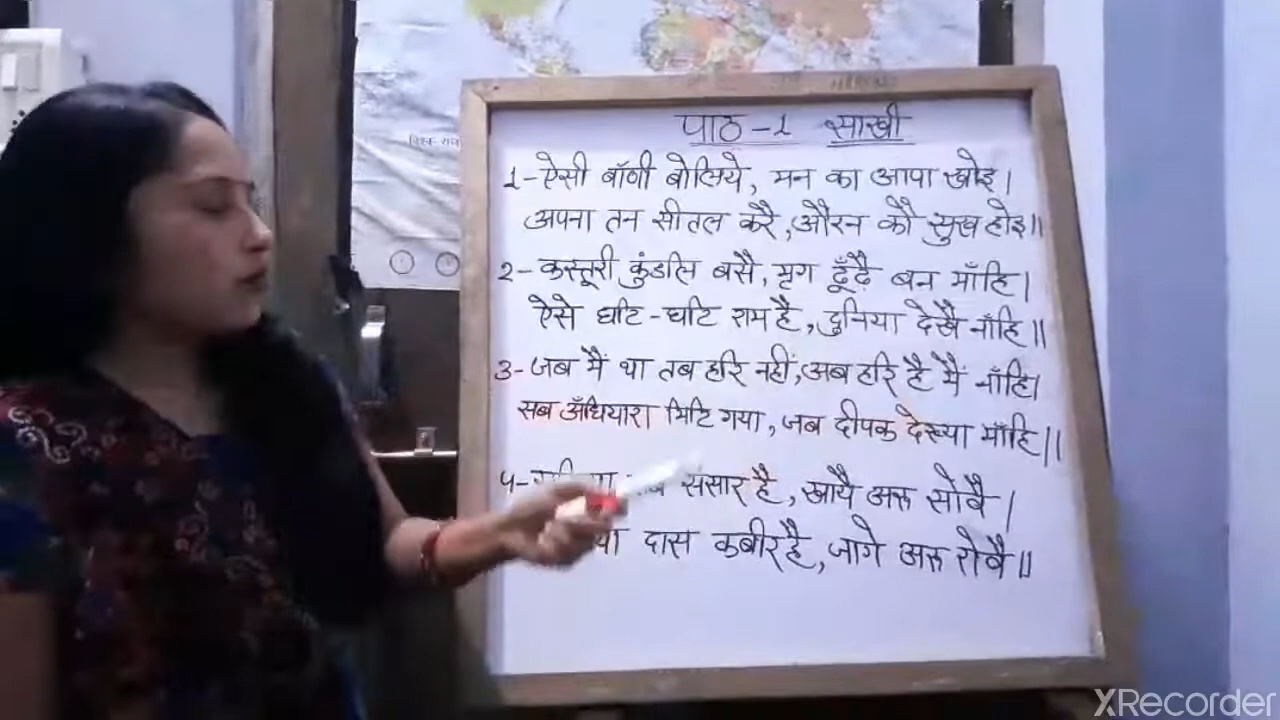 पाठ -1 साखी
1- ऐसी बाँणी बोलिये, मन का आपा खोइ।
अपना तन सीतल करै, औरन कौ सुख होइ॥
2- कस्तूरी कुंडलि बसै, मृग ढूँढ़ै बन माँहि।
ऐसे घटि-घटि राम है, दुनिया देखै नाँहि॥
3- जब मैं था तब हरि नहीं, अब हरि है मैं नाँहि।
सब अँधियारा मिटि गया, जब दीपक देख्या माँहि॥
4- संसार है, खायै अरू सोवै।
दास कबीर है, जागे अरू रोवै॥
XRecorder